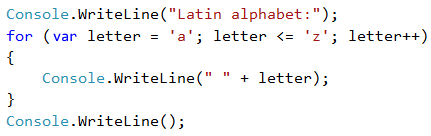 Console.WriteLine("Latin alphabet:");
for (var letter = 'a'; letter <= 'z'; letter++)
{
    Console.WriteLine(" " + letter);
}
Console.WriteLine();